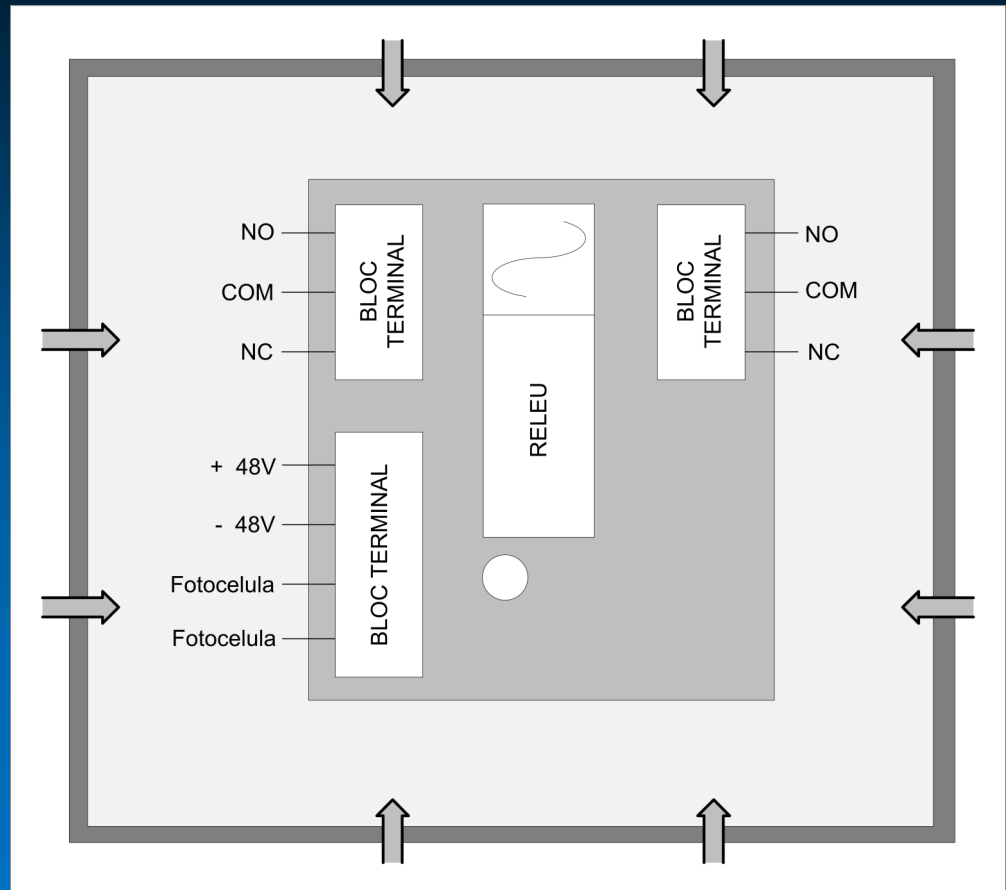 NO
COM
NC
BLOC
TERMINAL
RELEU
BLOC
TERMINAL
NO
COM
NC
+ 48V
- 48V
Fotocelula
Fotocelula
BLOC TERMINAL